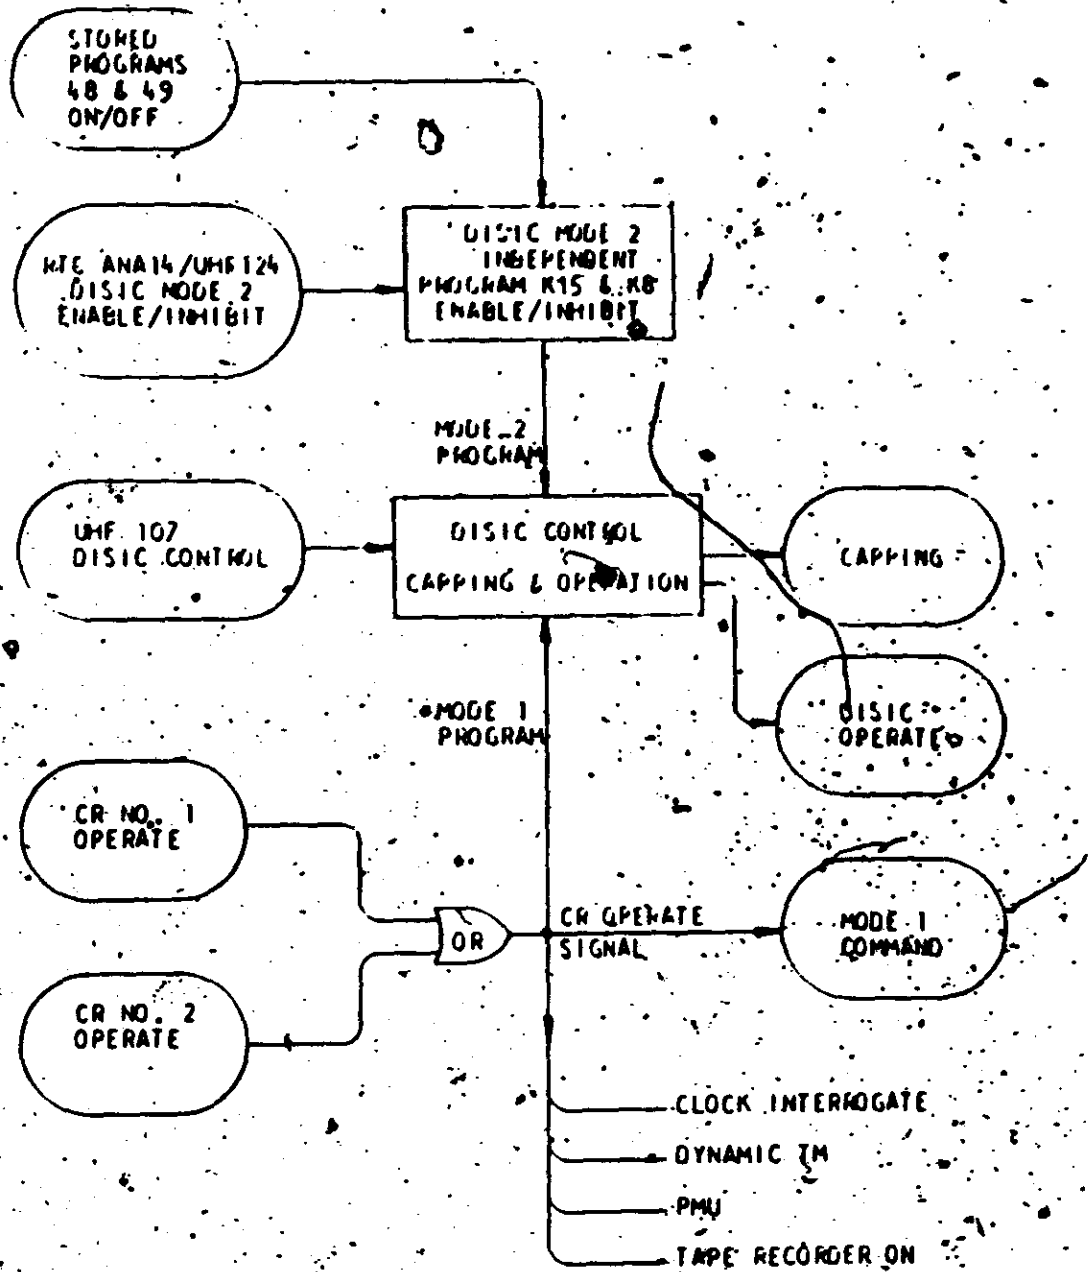 STORED
PROGRAMS
48 & 49
ON/OFF
RTC ANA14/UHF124
DISIC MODE 2
ENABLE/INHIBIT
DISIC MODE 2
INDEPENDENT
PROGRAM K15 & K8
ENABLE/INHIBIT
MODE 2
PROGRAM
UHF 107
DISIC CONTROL
DISIC CONTROL
CAPPING & OPERATION
CAPPING
DISIC
OPERATE
MODE 1
PROGRAM
CR NO. 1
OPERATE
CR NO. 2
OPERATE
OR
CR OPERATE
SIGNAL
MODE 1
COMMAND
CLOCK INTERROGATE
DYNAMIC TM
PMU
TAPE RECORDER ON